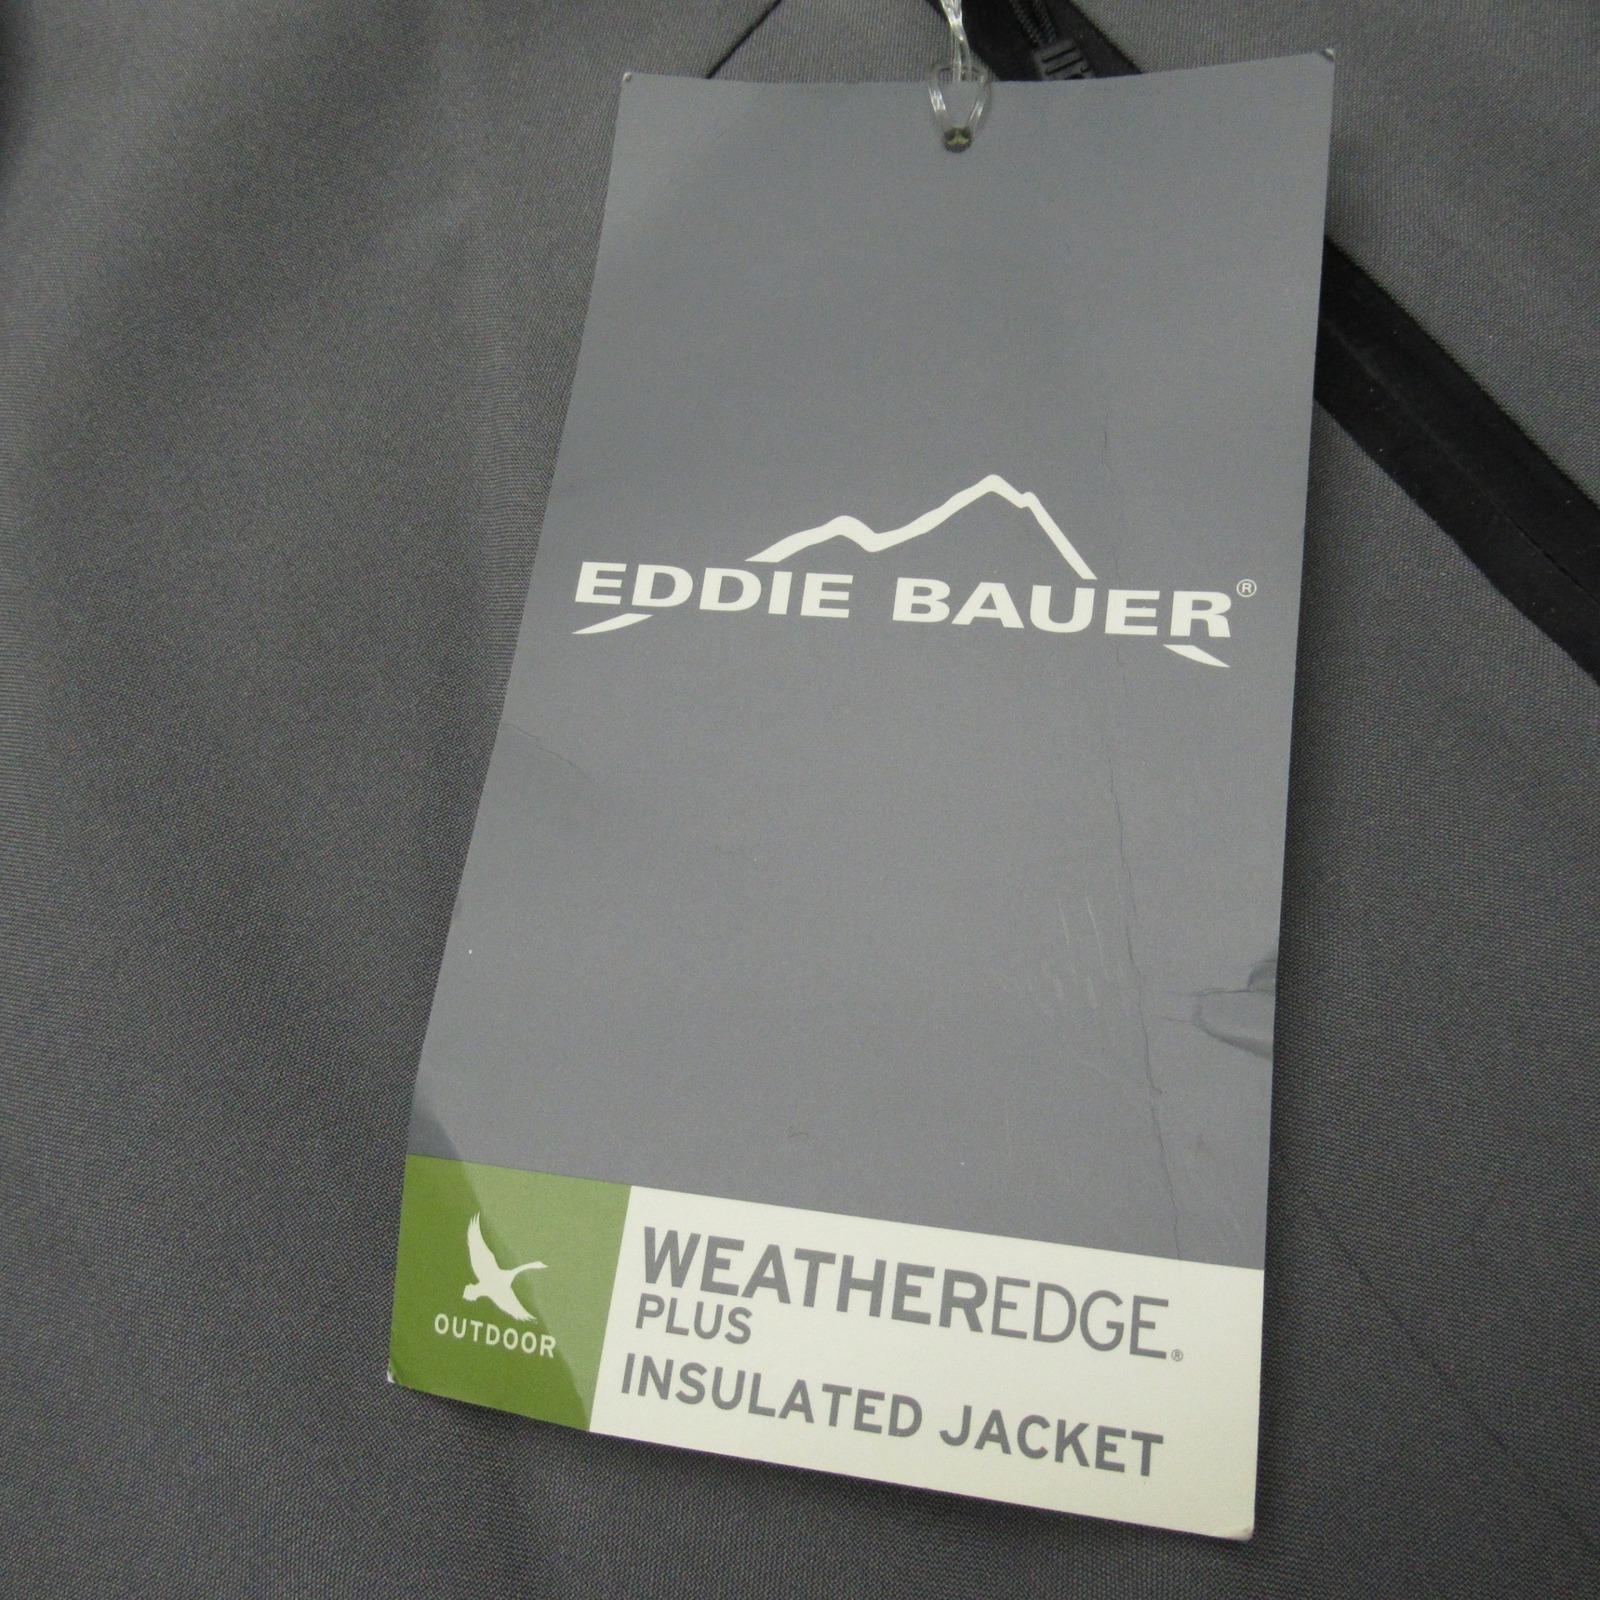 EDDIE BAUER®
OUTDOOR
WEATHEREDGE®
PLUS
INSULATED JACKET